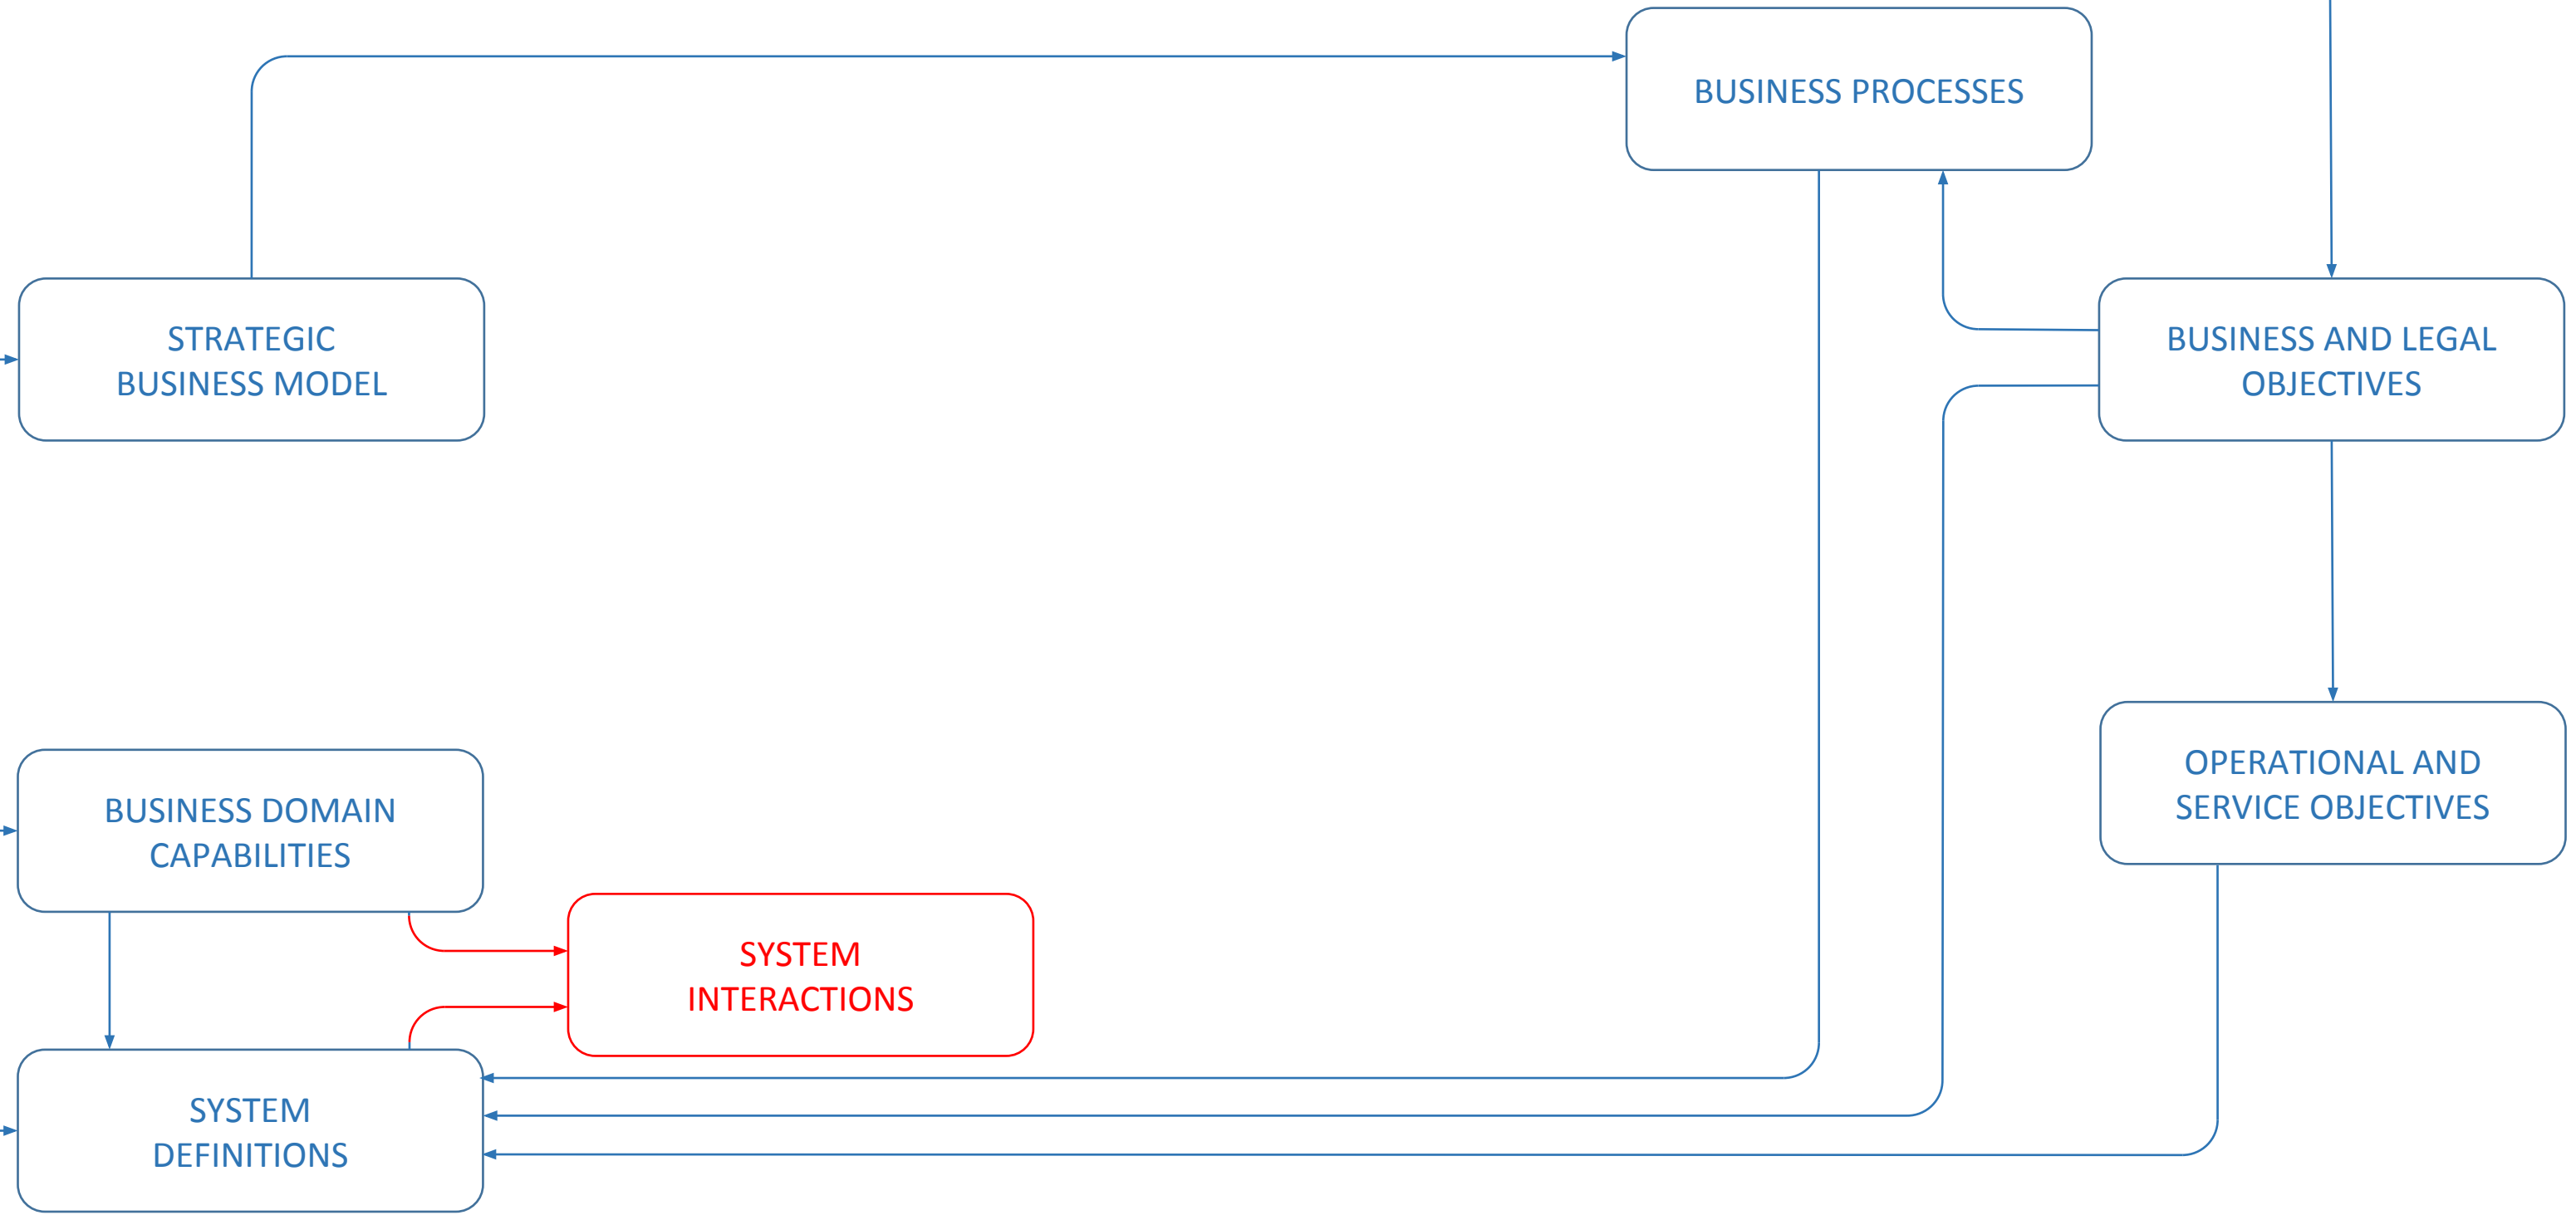 BUSINESS PROCESSES
STRATEGIC
BUSINESS MODEL
BUSINESS AND LEGAL
OBJECTIVES
OPERATIONAL AND
SERVICE OBJECTIVES
BUSINESS DOMAIN
CAPABILITIES
SYSTEM
INTERACTIONS
SYSTEM
DEFINITIONS